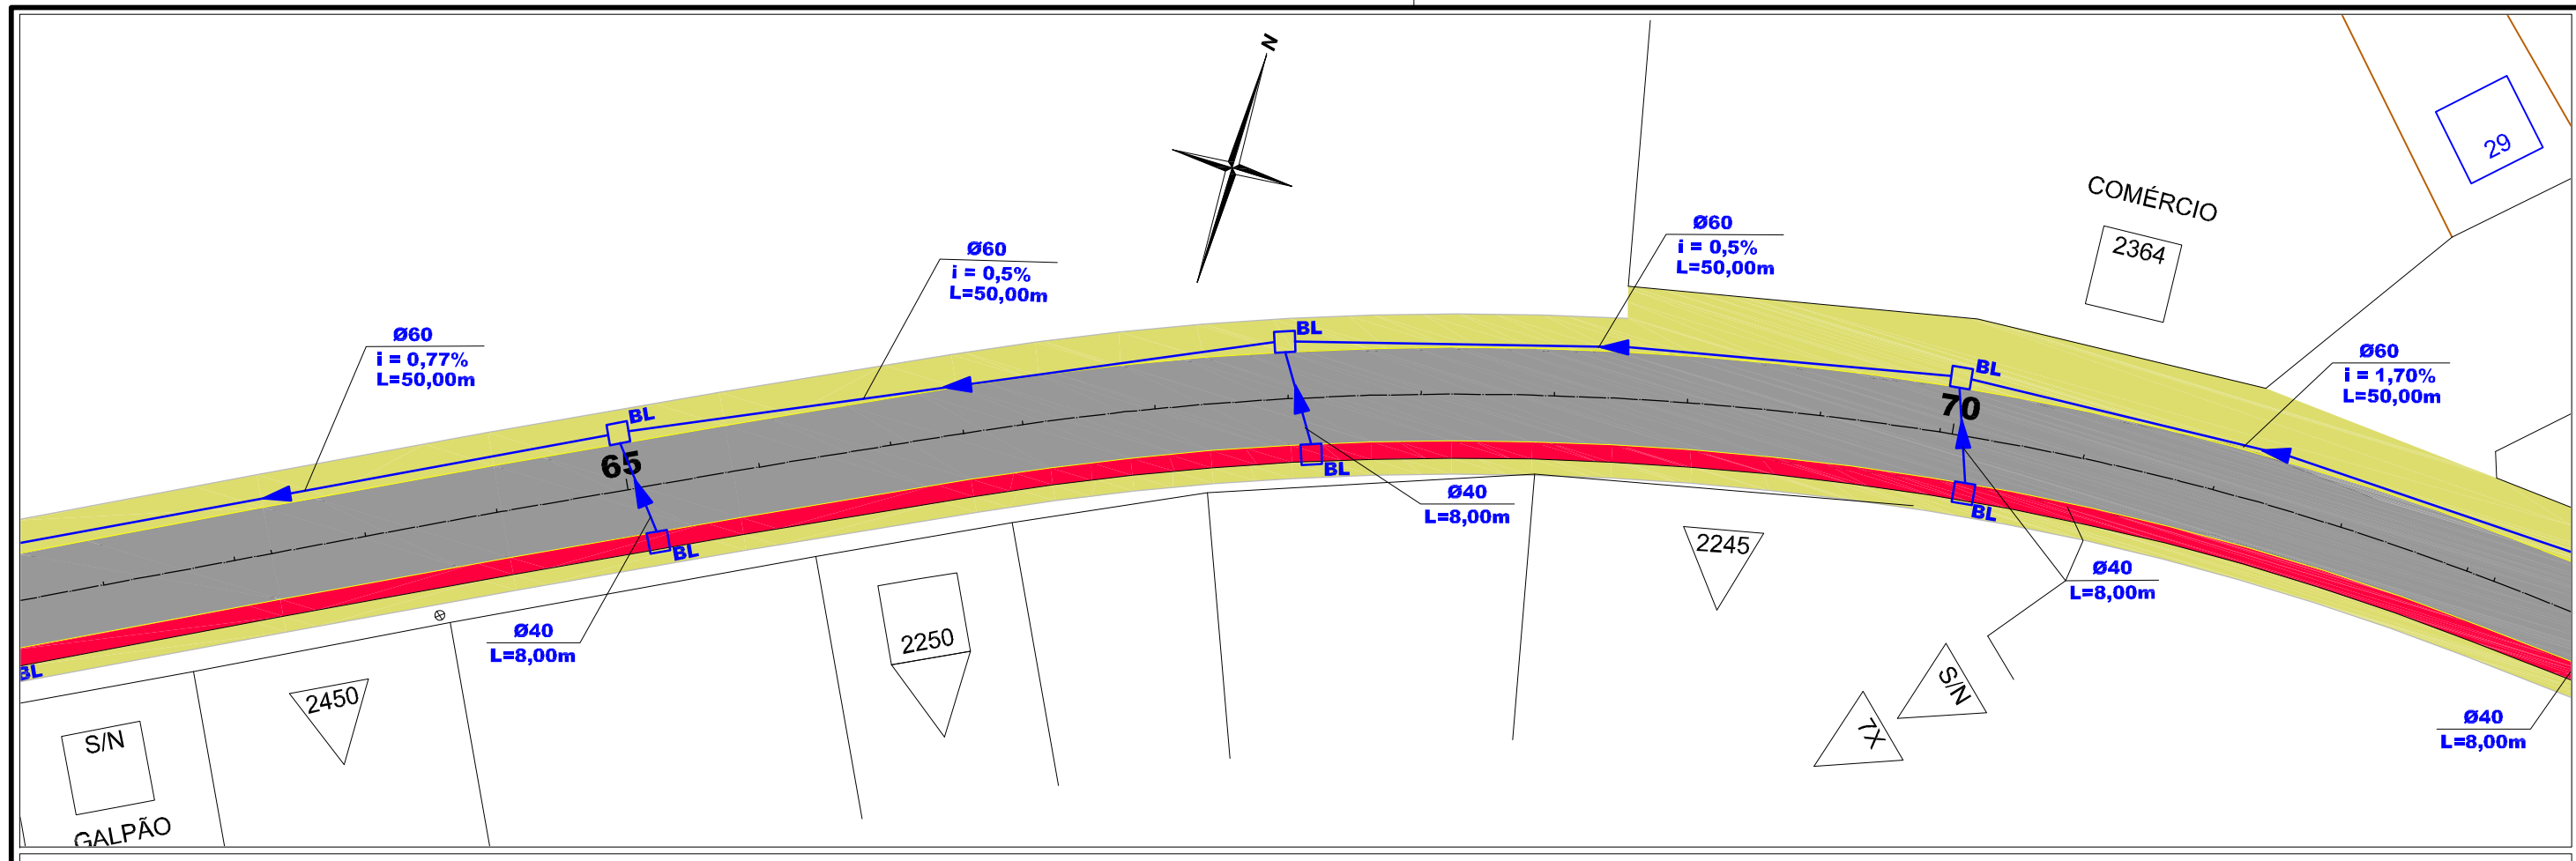 N
29
COMÉRCIO
2364
Ø60
i = 0,5%
L=50,00m
Ø60
i = 0,5%
L=50,00m
Ø60
i = 0,77%
L=50,00m
Ø60
i = 1,70%
L=50,00m
BL
BL
BL
70
65
BL
BL
BL
BL
Ø40
L=8,00m
Ø40
L=8,00m
Ø40
L=8,00m
Ø40
L=8,00m
2245
2250
2450
S/N
GALPÃO
S/N
7X